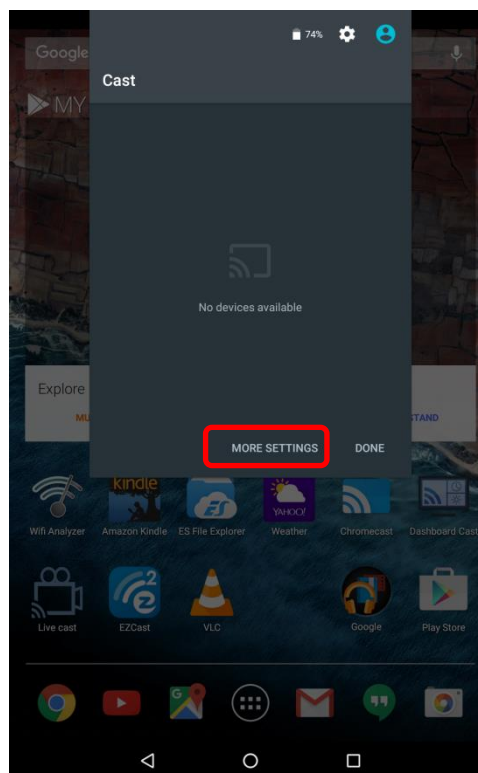 74%
Google
Cast
MY
No devices available
Explore
MU
STAND
MORE SETTINGS
DONE
kindle
YAHOO!
Wifi Analyzer
Amazon Kindle
ES File Explorer
Weather
Chromecast
Dashboard Cast
2
Live cast
EZCast
VLC
Google
Play Store
G